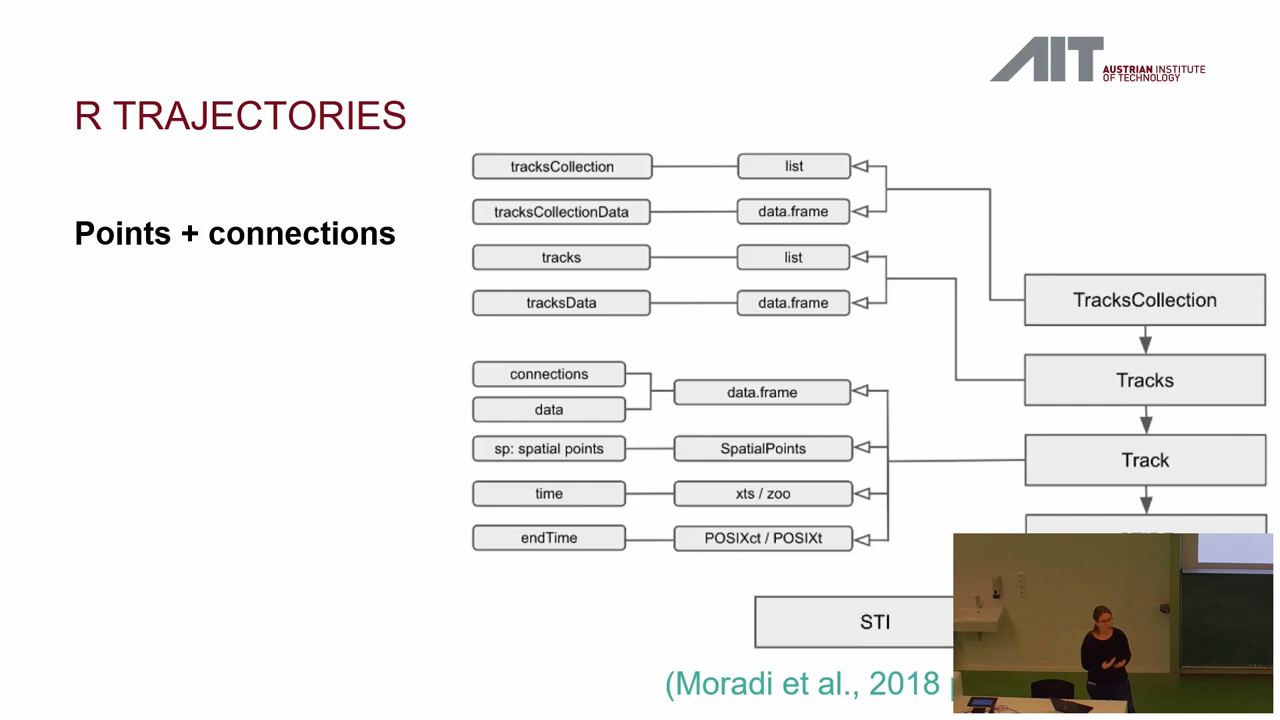 AIT
AUSTRIAN INSTITUTE
OF TECHNOLOGY
R TRAJECTORIES
Points + connections
tracksCollection
list
tracksCollectionData
data.frame
tracks
list
tracksData
data.frame
TracksCollection
Tracks
connections
data.frame
data
sp: spatial points
SpatialPoints
Track
time
xts / zoo
endTime
POSIXct / POSIXt
STI
(Moradi et al., 2018